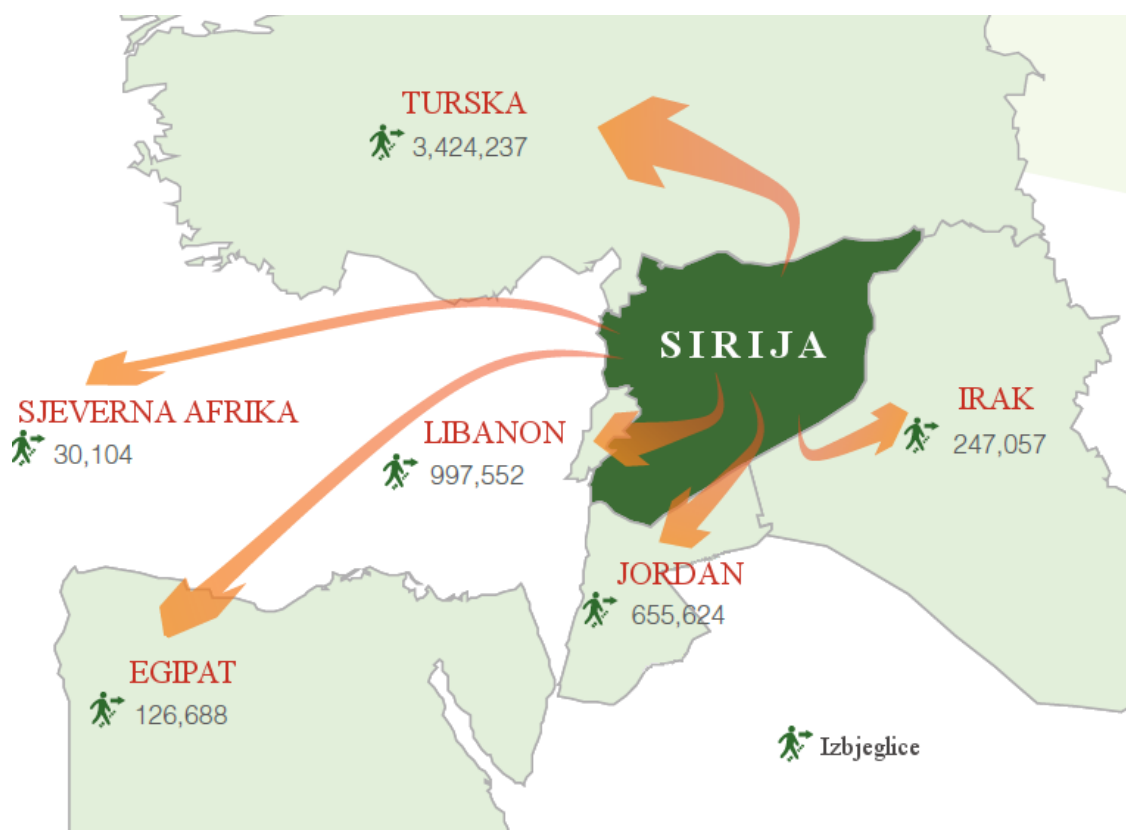 TURSKA
3,424,237
SIRIJA
SJEVERNA AFRIKA
30,104
LIBANON
997,552
IRAK
247,057
JORDAN
655,624
EGIPAT
126,688
Izbjeglice